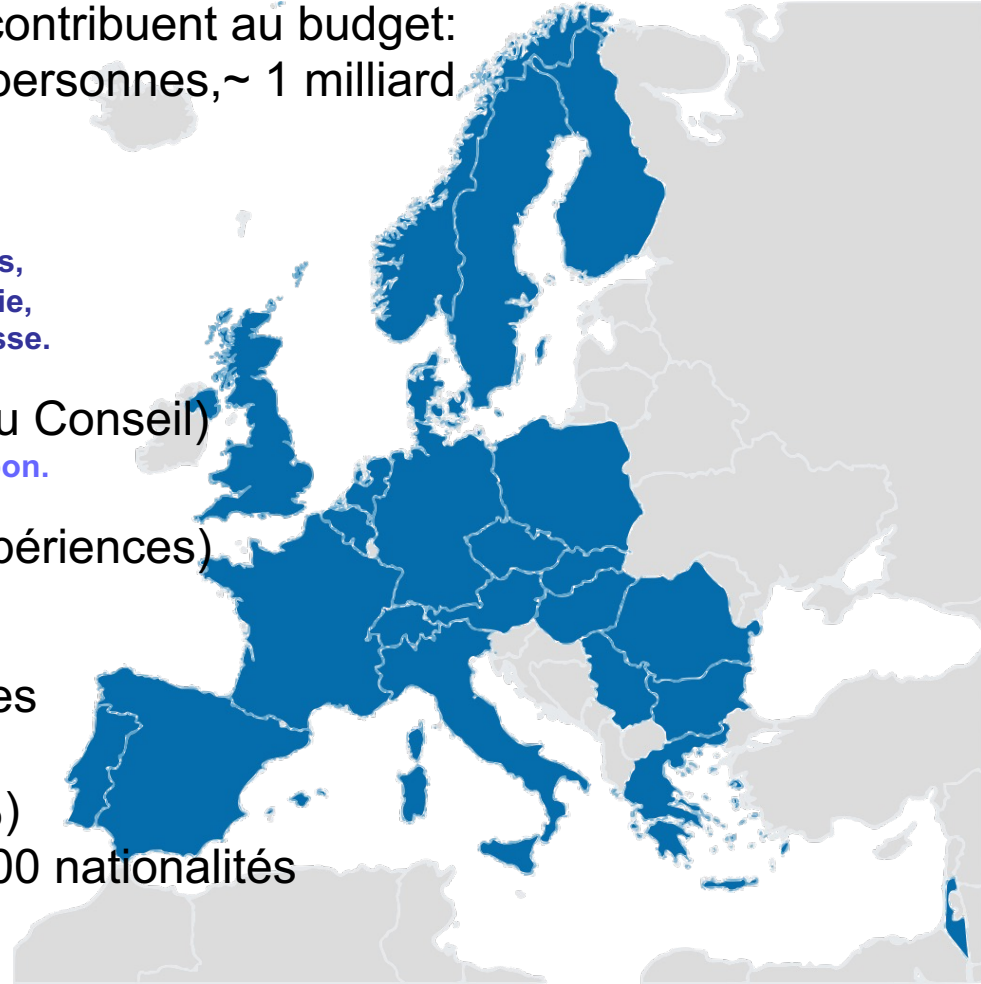 contribuent au budget:
personnes,~ 1 milliard
s,
ie,
sse.
u Conseil)
on.
périences)
es
s)
00 nationalités